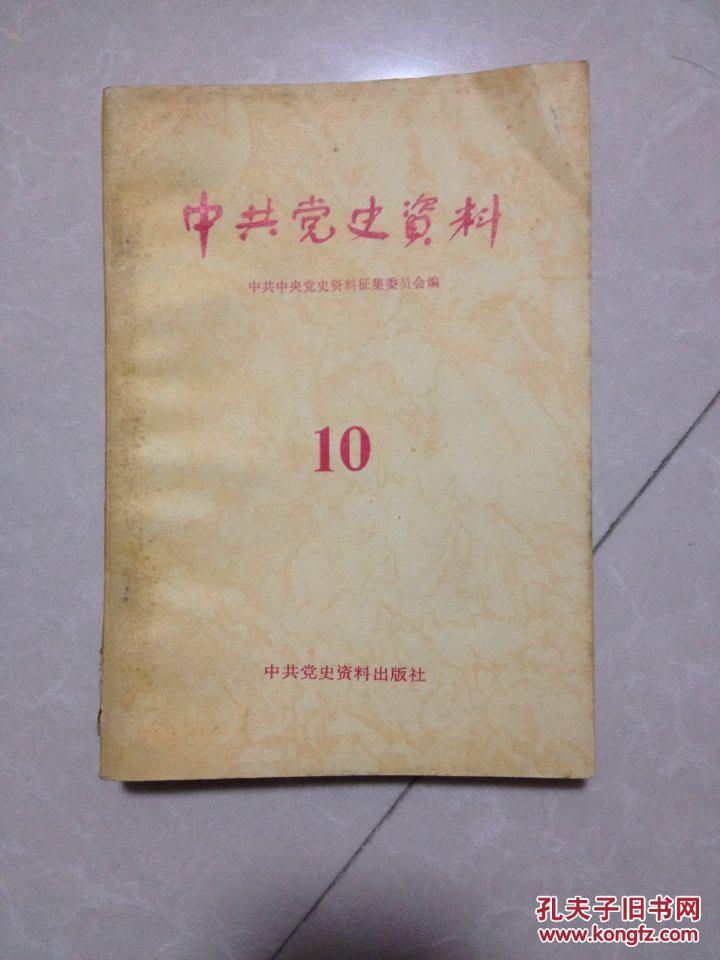 中共党史資料
中共中央党史资料征集委员会编
10
中共党史资料出版社
孔夫子旧书网
www.kongfz.com